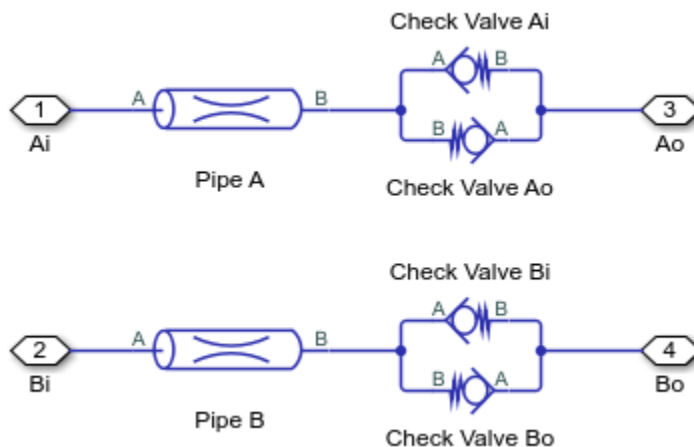 Check Valve Ai
A B
1 A B 3
Ai Ao
B A
Pipe A
Check Valve Ao
Check Valve Bi
A B
2 A B 4
Bi Bo
B A
Pipe B
Check Valve Bo